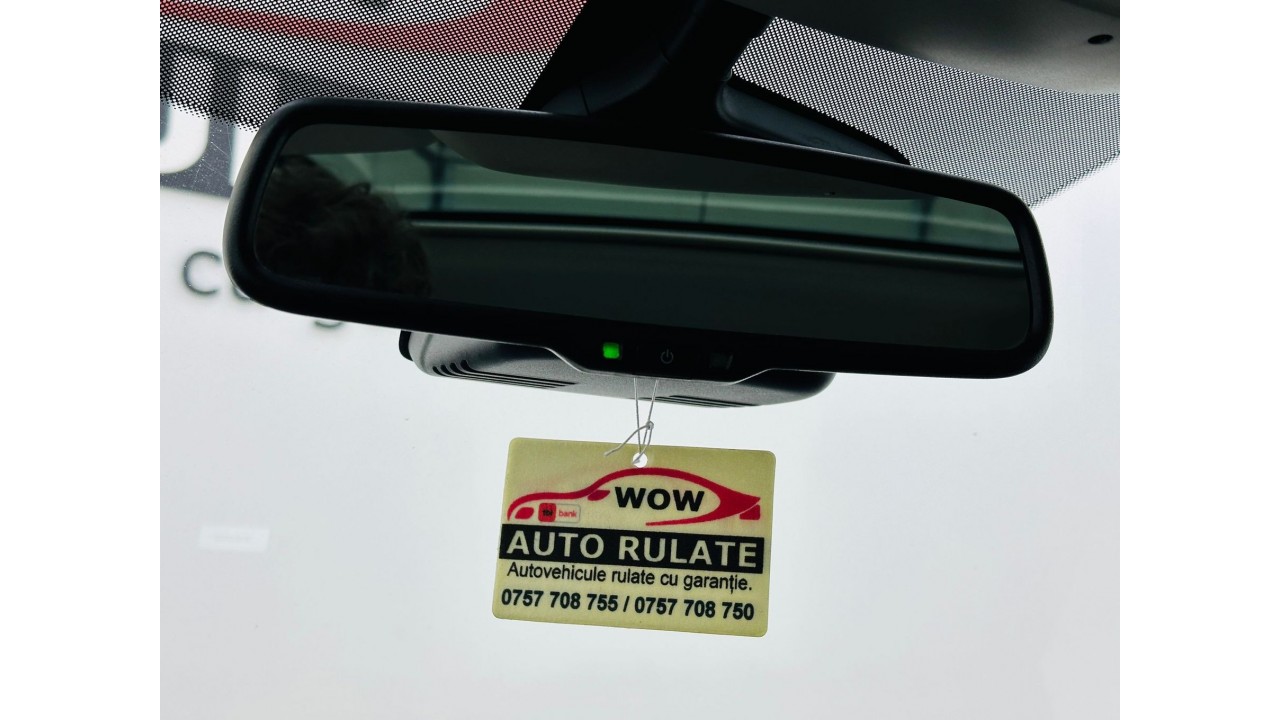 WOW
bank
AUTO RULATE
Autovehicule rulate cu garanție.
0757 708 755 / 0757 708 750